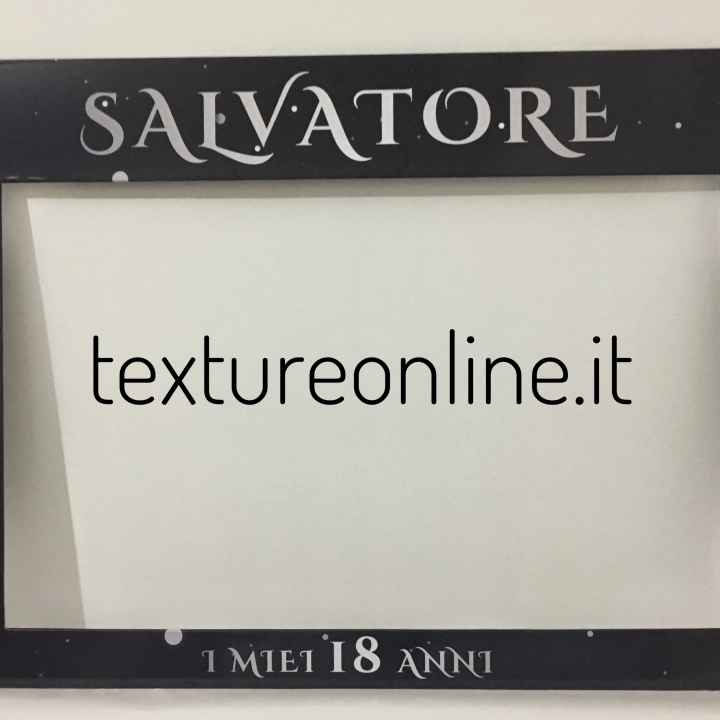 SALVATORE
textureonline.it
I MIEI 18 ANNI